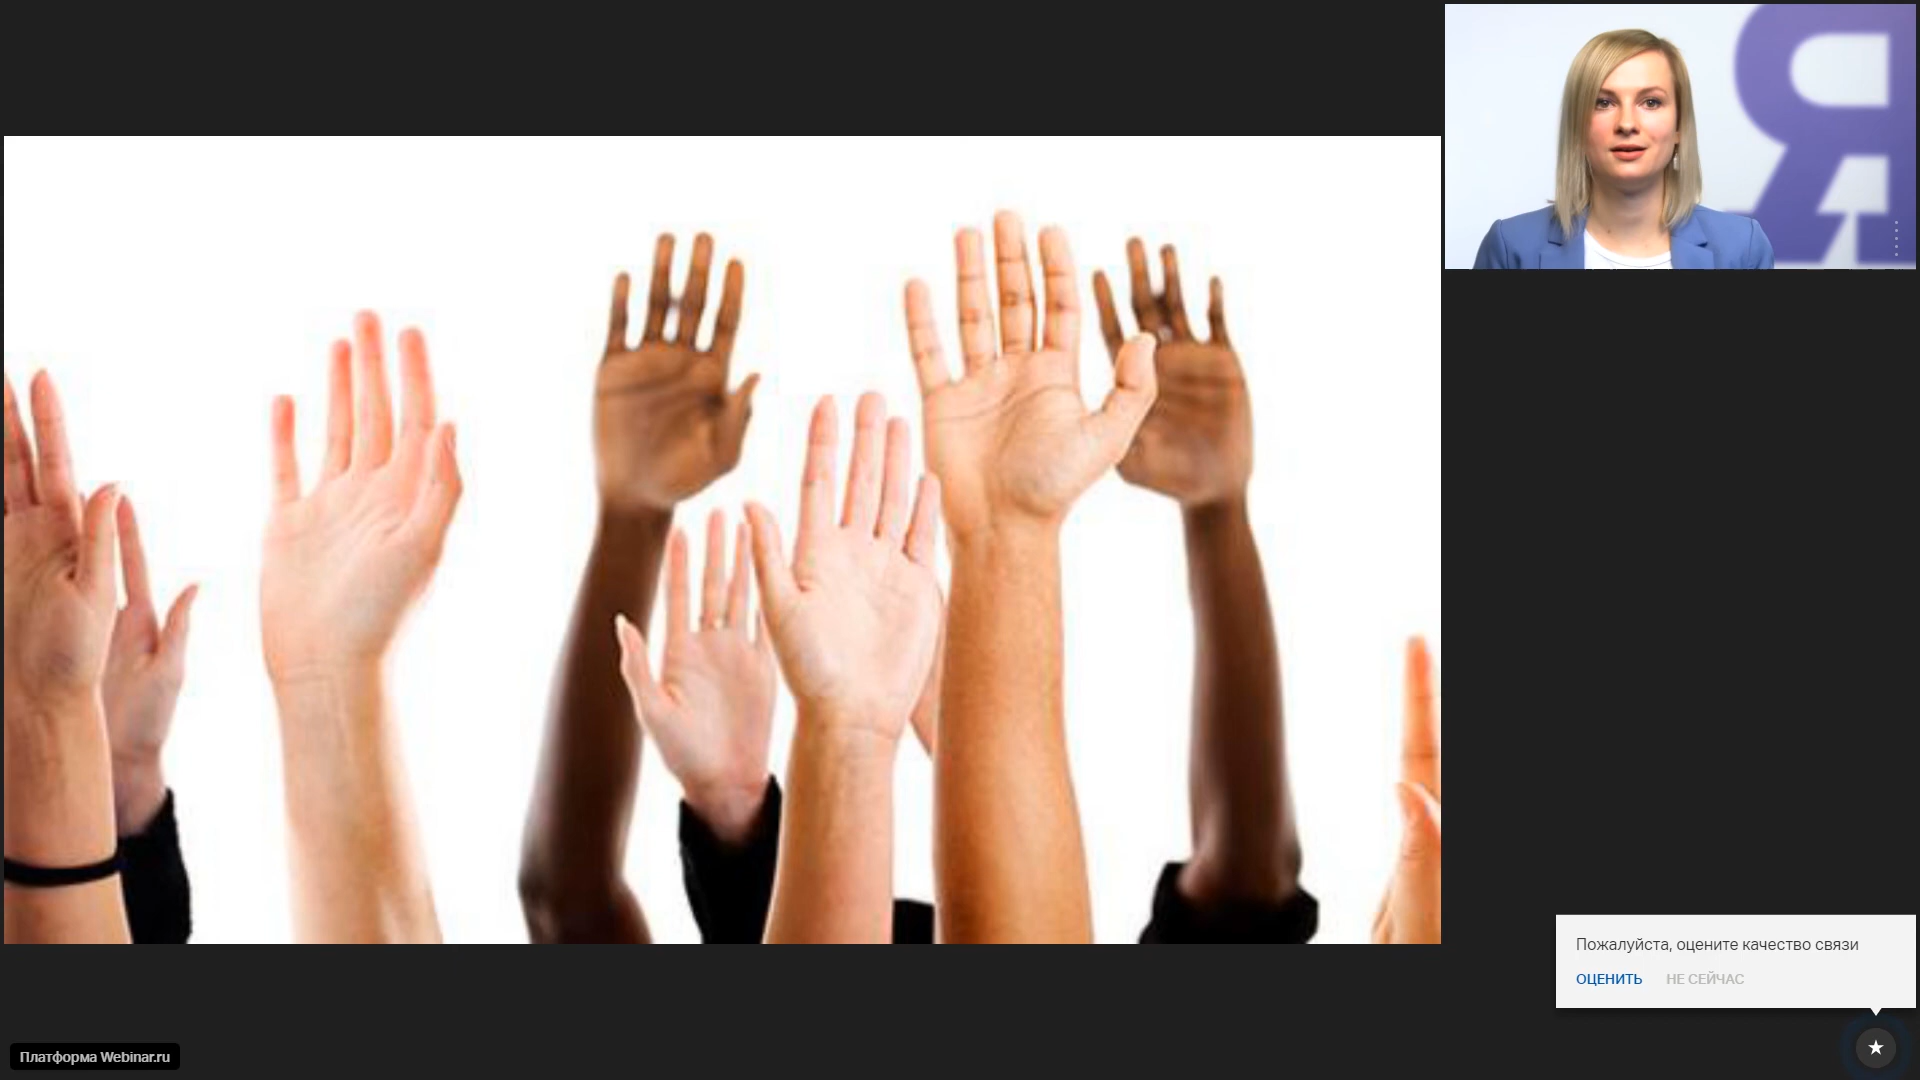 Я
Пожалуйста, оцените качество связи
ОЦЕНИТЬ НЕ СЕЙЧАС
Платформа Webinar.ru